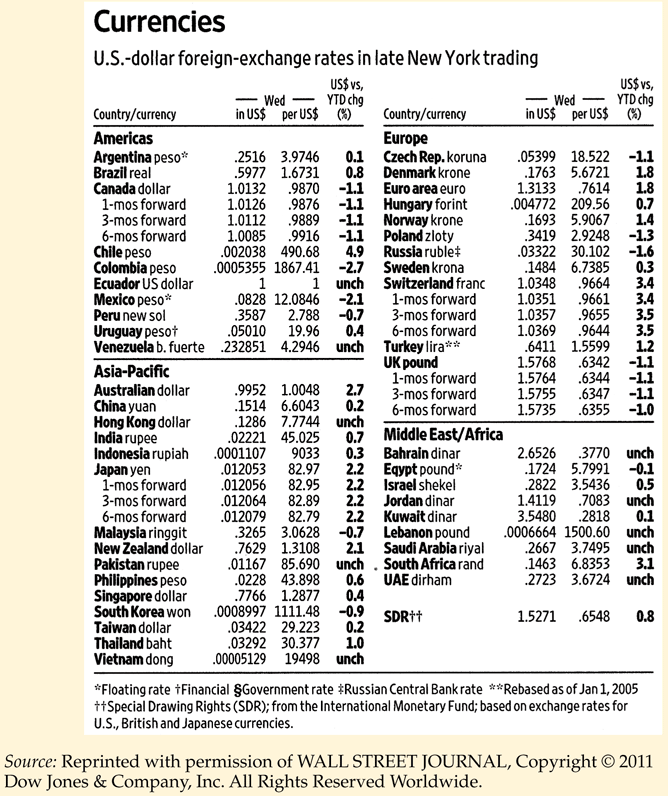 Currencies
U.S.-dollar foreign-exchange rates in late New York trading
Country/currency — Wed — in US$ per US$ US$ vs, YTD chg (%)
Americas
Argentina peso* .2516 3.9746 0.1
Brazil real .5977 1.6731 0.8
Canada dollar 1.0132 .9870 –1.1
1-mos forward 1.0126 .9876 –1.1
3-mos forward 1.0112 .9889 –1.1
6-mos forward 1.0085 .9916 –1.1
Chile peso .002038 490.68 4.9
Colombia peso .0005355 1867.41 –2.7
Ecuador US dollar 1 1 unch
Mexico peso* .0828 12.0846 –2.1
Peru new sol .3587 2.788 –0.7
Uruguay peso† .05010 19.96 0.4
Venezuela b. fuerte .232851 4.2946 unch
Asia-Pacific
Australian dollar .9952 1.0048 2.7
China yuan .1514 6.6043 0.2
Hong Kong dollar .1286 7.7744 unch
India rupee .02221 45.025 0.7
Indonesia rupiah .0001107 9033 0.3
Japan yen .012053 82.97 2.2
1-mos forward .012056 82.95 2.2
3-mos forward .012064 82.89 2.2
6-mos forward .012079 82.79 2.2
Malaysia ringgit .3265 3.0628 –0.7
New Zealand dollar .7629 1.3108 2.1
Pakistan rupee .01167 85.690 unch
Philippines peso .0228 43.898 0.6
Singapore dollar .7766 1.2877 0.4
South Korea won .0008997 1111.48 –0.9
Taiwan dollar .03422 29.223 0.2
Thailand baht .03292 30.377 1.0
Vietnam dong .00005129 19498 unch
Country/currency — Wed — in US$ per US$ US$ vs, YTD chg (%)
Europe
Czech Rep. koruna .05399 18.522 –1.1
Denmark krone .1763 5.6721 1.8
Euro area euro 1.3133 .7614 1.8
Hungary forint .004772 209.56 0.7
Norway krone .1693 5.9067 1.4
Poland zloty .3419 2.9248 –1.3
Russia ruble‡ .03322 30.102 –1.6
Sweden krona .1484 6.7385 0.3
Switzerland franc 1.0348 .9664 3.4
1-mos forward 1.0351 .9661 3.4
3-mos forward 1.0357 .9655 3.5
6-mos forward 1.0369 .9644 3.5
Turkey lira** .6411 1.5599 1.2
UK pound 1.5768 .6342 –1.1
1-mos forward 1.5764 .6344 –1.1
3-mos forward 1.5755 .6347 –1.1
6-mos forward 1.5735 .6355 –1.0
Middle East/Africa
Bahrain dinar 2.6526 .3770 unch
Egypt pound* .1724 5.7991 –0.1
Israel shekel .2822 3.5436 0.5
Jordan dinar 1.4119 .7083 unch
Kuwait dinar 3.5480 .2818 0.1
Lebanon pound .0006664 1500.60 unch
Saudi Arabia riyal .2667 3.7495 unch
South Africa rand .1463 6.8353 3.1
UAE dirham .2723 3.6724 unch
SDR†† 1.5271 .6548 0.8
*Floating rate †Financial §Government rate ‡Russian Central Bank rate **Rebased as of Jan 1, 2005
††Special Drawing Rights (SDR); from the International Monetary Fund; based on exchange rates for
U.S., British and Japanese currencies.
Source: Reprinted with permission of WALL STREET JOURNAL, Copyright © 2011
Dow Jones & Company, Inc. All Rights Reserved Worldwide.